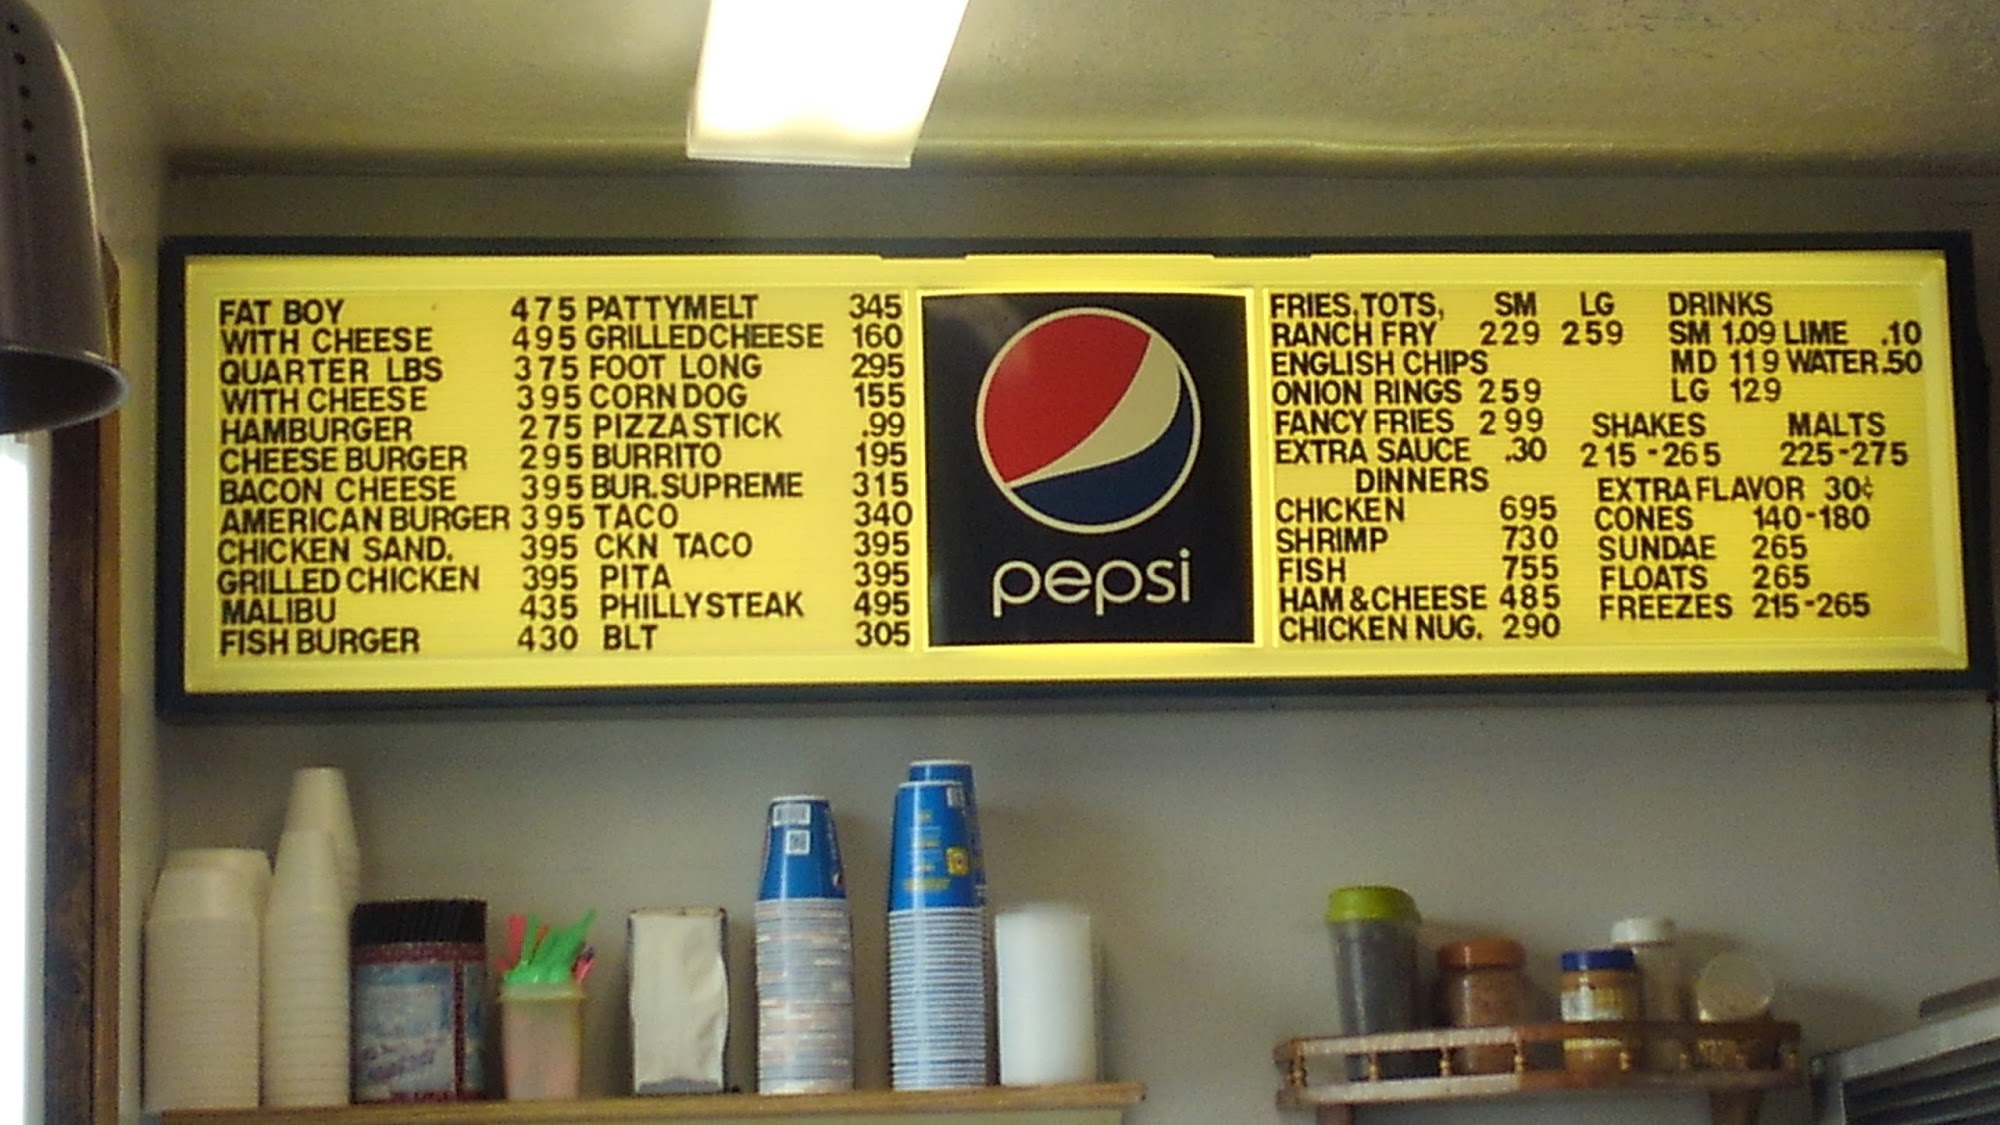 FAT BOY 475
WITH CHEESE 495
QUARTER LBS 375
WITH CHEESE 395
HAMBURGER 275
CHEESE BURGER 295
BACON CHEESE 395
AMERICAN BURGER 395
CHICKEN SAND. 395
GRILLED CHICKEN 395
MALIBU 435
FISH BURGER 430
PATTYMELT 345
GRILLEDCHEESE 160
FOOT LONG 295
CORN DOG 155
PIZZA STICK .99
BURRITO 195
BUR. SUPREME 315
TACO 340
CKN TACO 395
PITA 395
PHILLY STEAK 495
BLT 305
pepsi
FRIES, TOTS, SM LG
RANCH FRY 229 259
ENGLISH CHIPS
ONION RINGS 259
FANCY FRIES 299
EXTRA SAUCE .30
DINNERS
CHICKEN 695
SHRIMP 730
FISH 755
HAM & CHEESE 485
CHICKEN NUG. 290
DRINKS
SM 1.09 LIME .10
MD 119 WATER .50
LG 129
SHAKES MALTS
215-265 225-275
EXTRA FLAVOR 30¢
CONES 140-180
SUNDAE 265
FLOATS 265
FREEZES 215-265